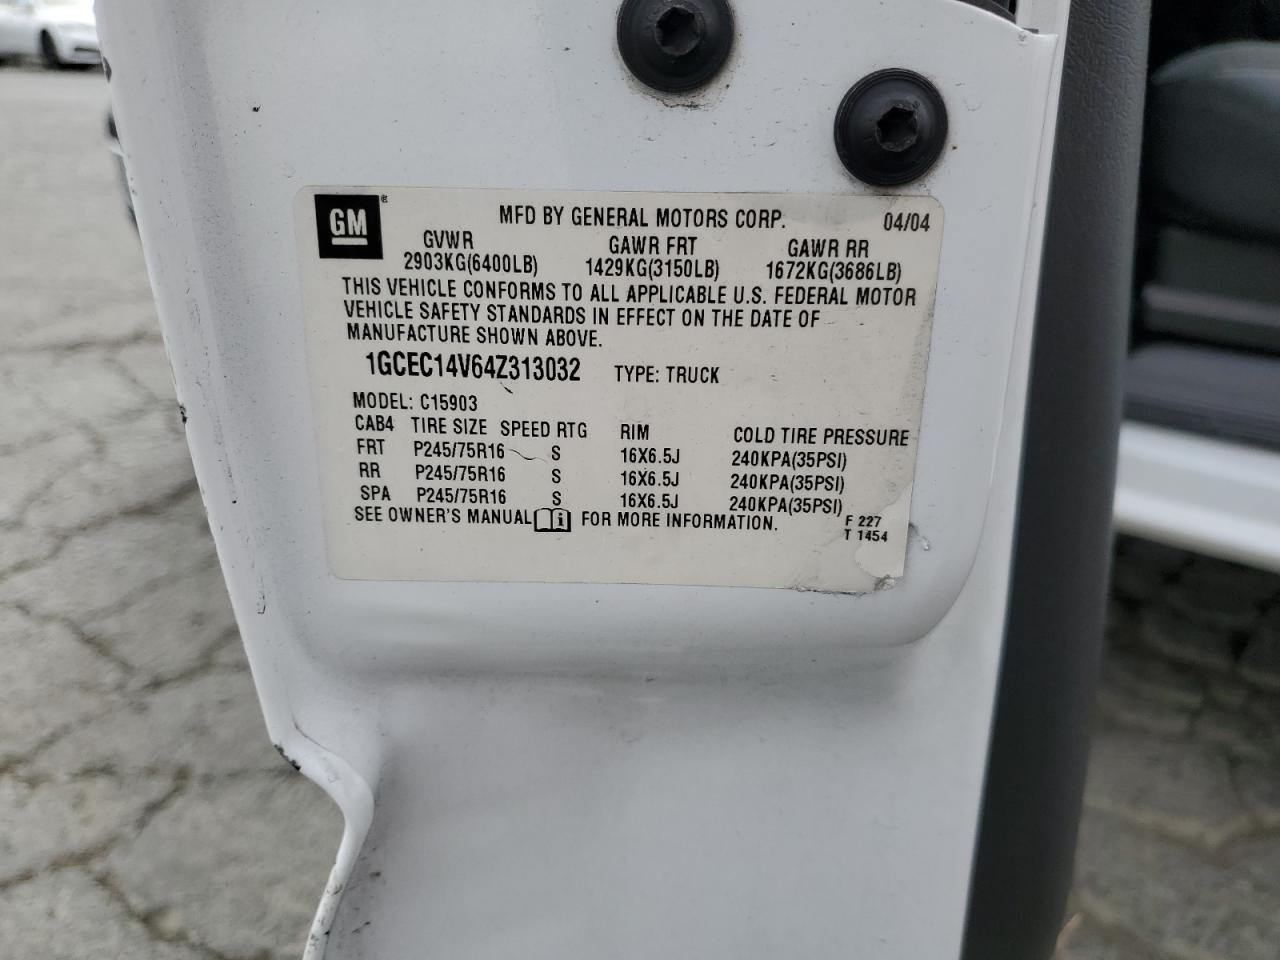 GM ® MFD BY GENERAL MOTORS CORP. 04/04
GVWR GAWR FRT GAWR RR
2903KG(6400LB) 1429KG(3150LB) 1672KG(3686LB)
THIS VEHICLE CONFORMS TO ALL APPLICABLE U.S. FEDERAL MOTOR
VEHICLE SAFETY STANDARDS IN EFFECT ON THE DATE OF
MANUFACTURE SHOWN ABOVE.
1GCEC14V64Z313032 TYPE: TRUCK
MODEL: C15903
CAB4 TIRE SIZE SPEED RTG RIM COLD TIRE PRESSURE
FRT P245/75R16 S 16X6.5J 240KPA(35PSI)
RR P245/75R16 S 16X6.5J 240KPA(35PSI)
SPA P245/75R16 S 16X6.5J 240KPA(35PSI)
SEE OWNER'S MANUAL i FOR MORE INFORMATION.
F 227
T 1454